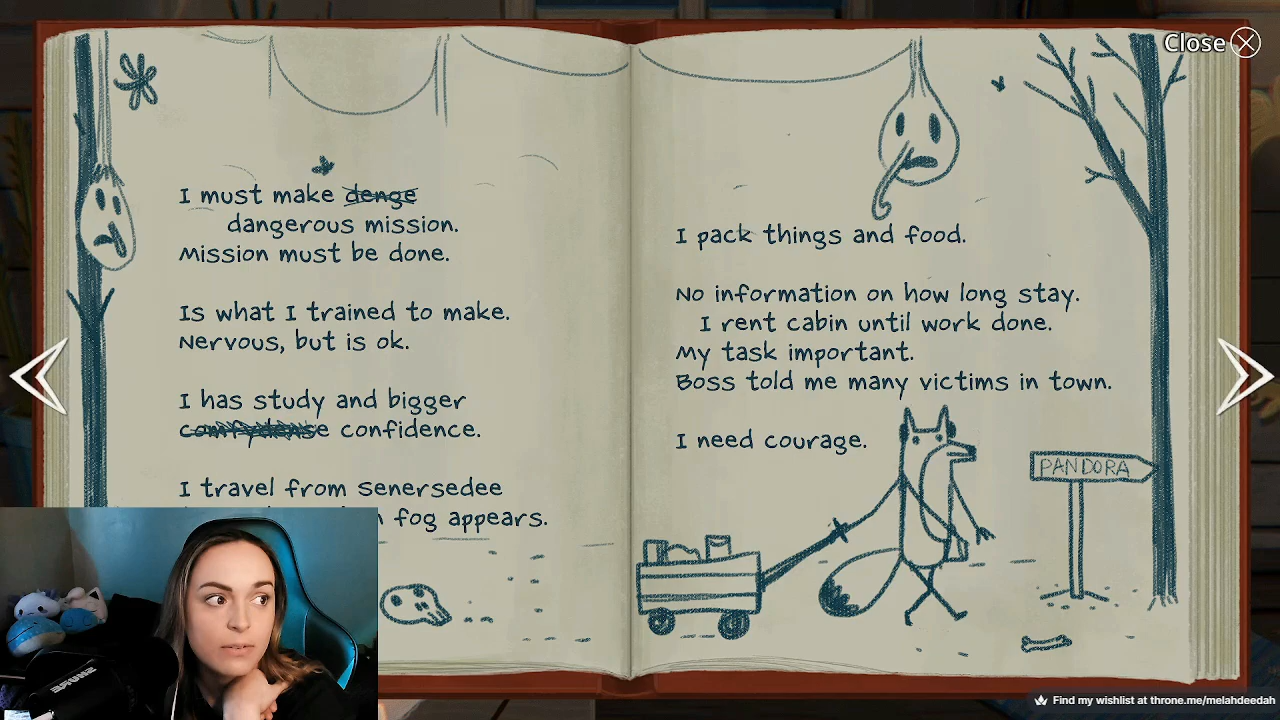 Close
I must make denge
dangerous mission.
Mission must be done.
Is what I trained to make.
Nervous, but is ok.
I has study and bigger
confidence.
I travel from Senersedee
fog appears.
I pack things and food.
No information on how long stay.
I rent cabin until work done.
My task important.
Boss told me many victims in town.
I need courage.
PANDORA
Find my wishlist at throne.me/melahdeedah